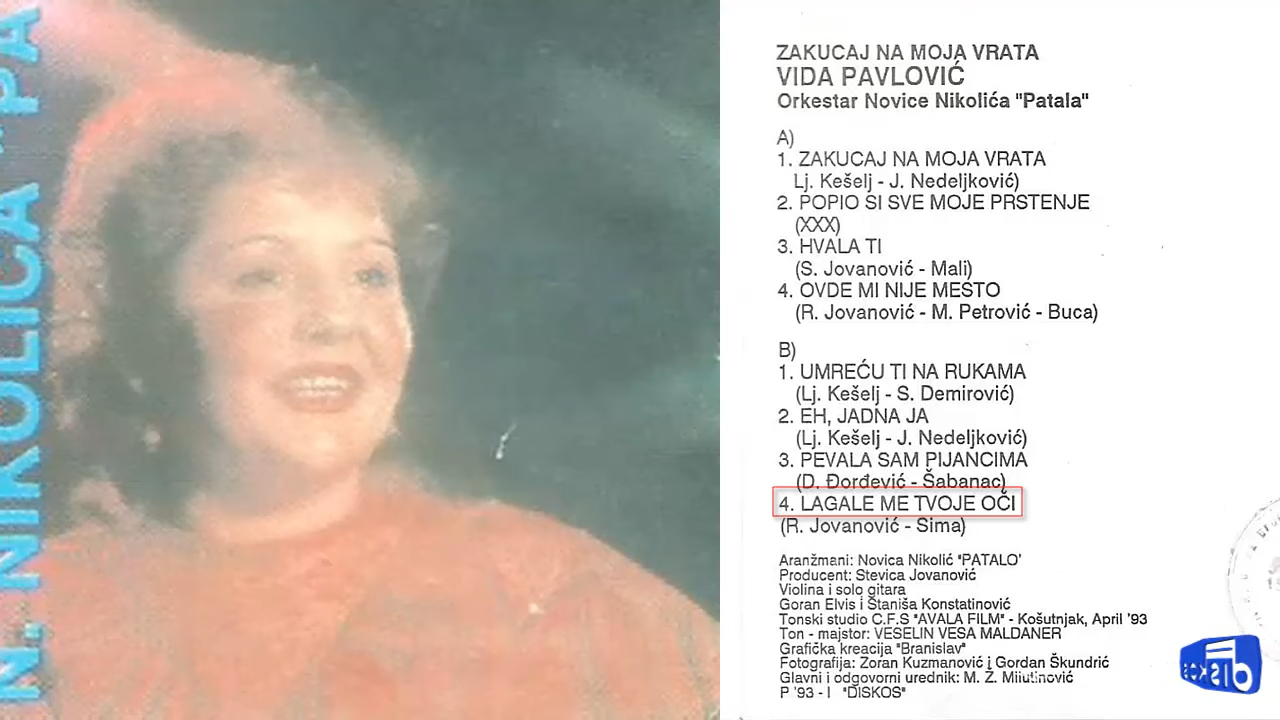 N. NIKOLIĆA "PA
ZAKUCAJ NA MOJA VRATA
VIDA PAVLOVIĆ
Orkestar Novice Nikolića "Patala"
A)
1. ZAKUCAJ NA MOJA VRATA
Lj. Kešelj - J. Nedeljković)
2. POPIO SI SVE MOJE PRSTENJE
(XXX)
3. HVALA TI
(S. Jovanović - Mali)
4. OVDE MI NIJE MESTO
(R. Jovanović - M. Petrović - Buca)
B)
1. UMREĆU TI NA RUKAMA
(Lj. Kešelj - S. Demirović)
2. EH, JADNA JA
(Lj. Kešelj - J. Nedeljković)
3. PEVALA SAM PIJANCIMA
(D. Đorđević - Šabanac)
4. LAGALE ME TVOJE OČI
(R. Jovanović - Sima)
Aranžmani: Novica Nikolić "PATALO'
Producent: Stevica Jovanović
Violina i solo gitara
Goran Elvis i Štaniša Konstatinović
Tonski studio C.F.S "AVALA FILM" - Košutnjak, April '93
Ton - majstor: VESELIN VESA MALDANER
Grafička kreacija "Branislav"
Fotografija: Zoran Kuzmanović i Gordan Škundrić
Glavni i odgovorni urednik: M. Ž. Milutinović
P '93 - I "DISKOS"